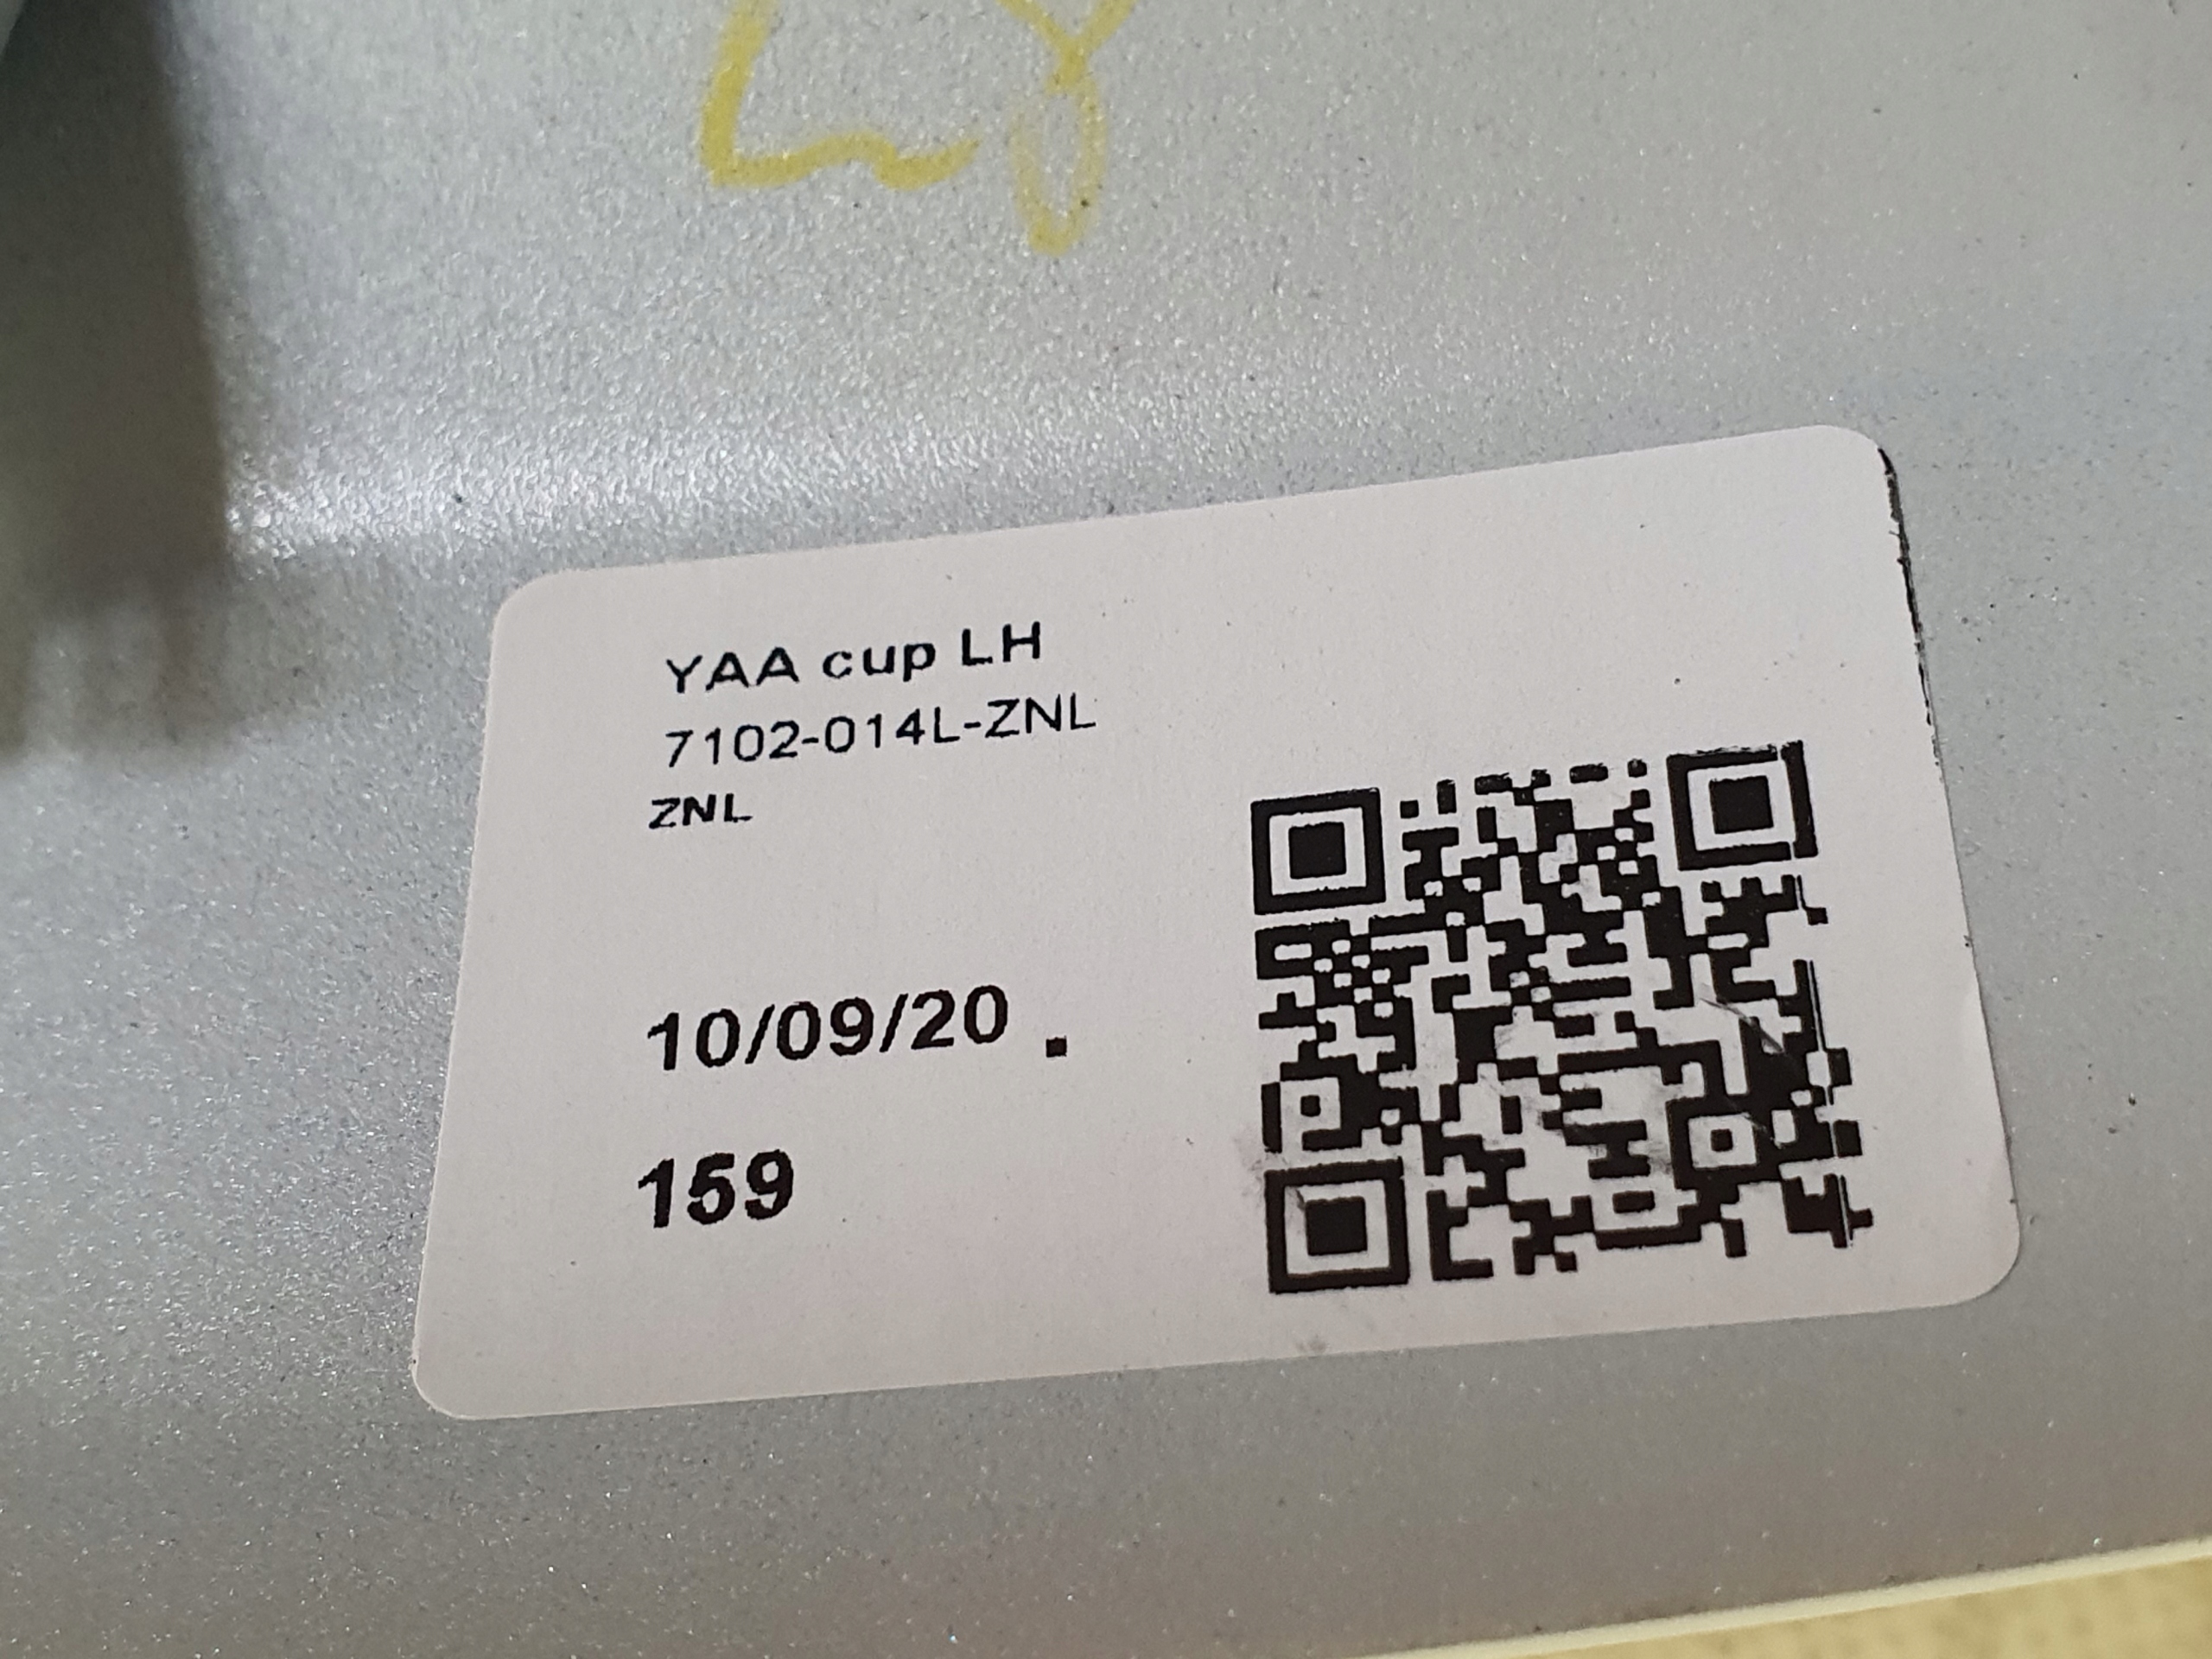 YAA cup LH
7102-014L-ZNL
ZNL
10/09/20 .
159